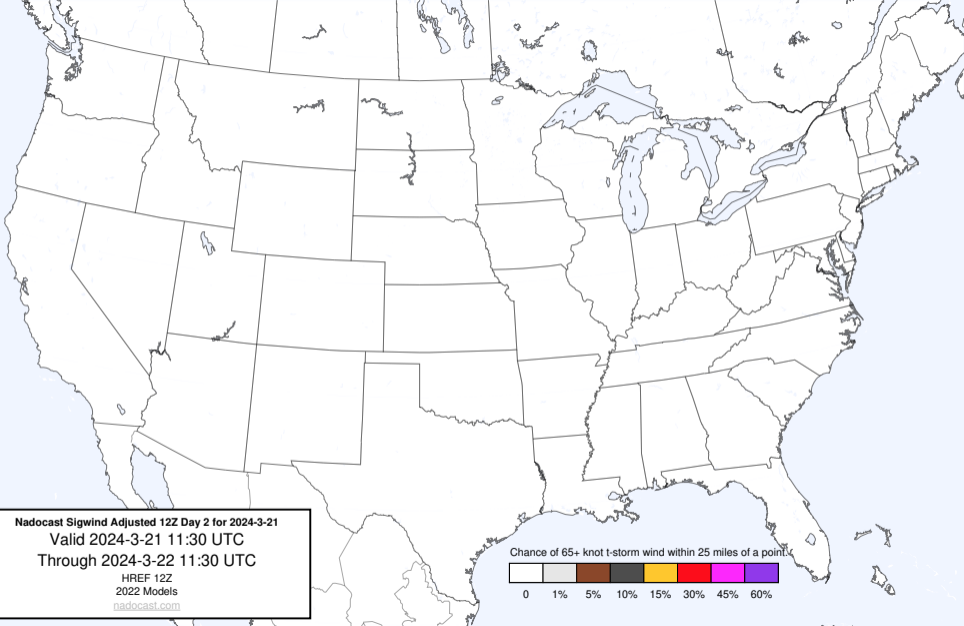 Nadocast Sigwind Adjusted 12Z Day 2 for 2024-3-21
Valid 2024-3-21 11:30 UTC
Through 2024-3-22 11:30 UTC
HREF 12Z
2022 Models
nadocast.com
Chance of 65+ knot t-storm wind within 25 miles of a point.
0 1% 5% 10% 15% 30% 45% 60%